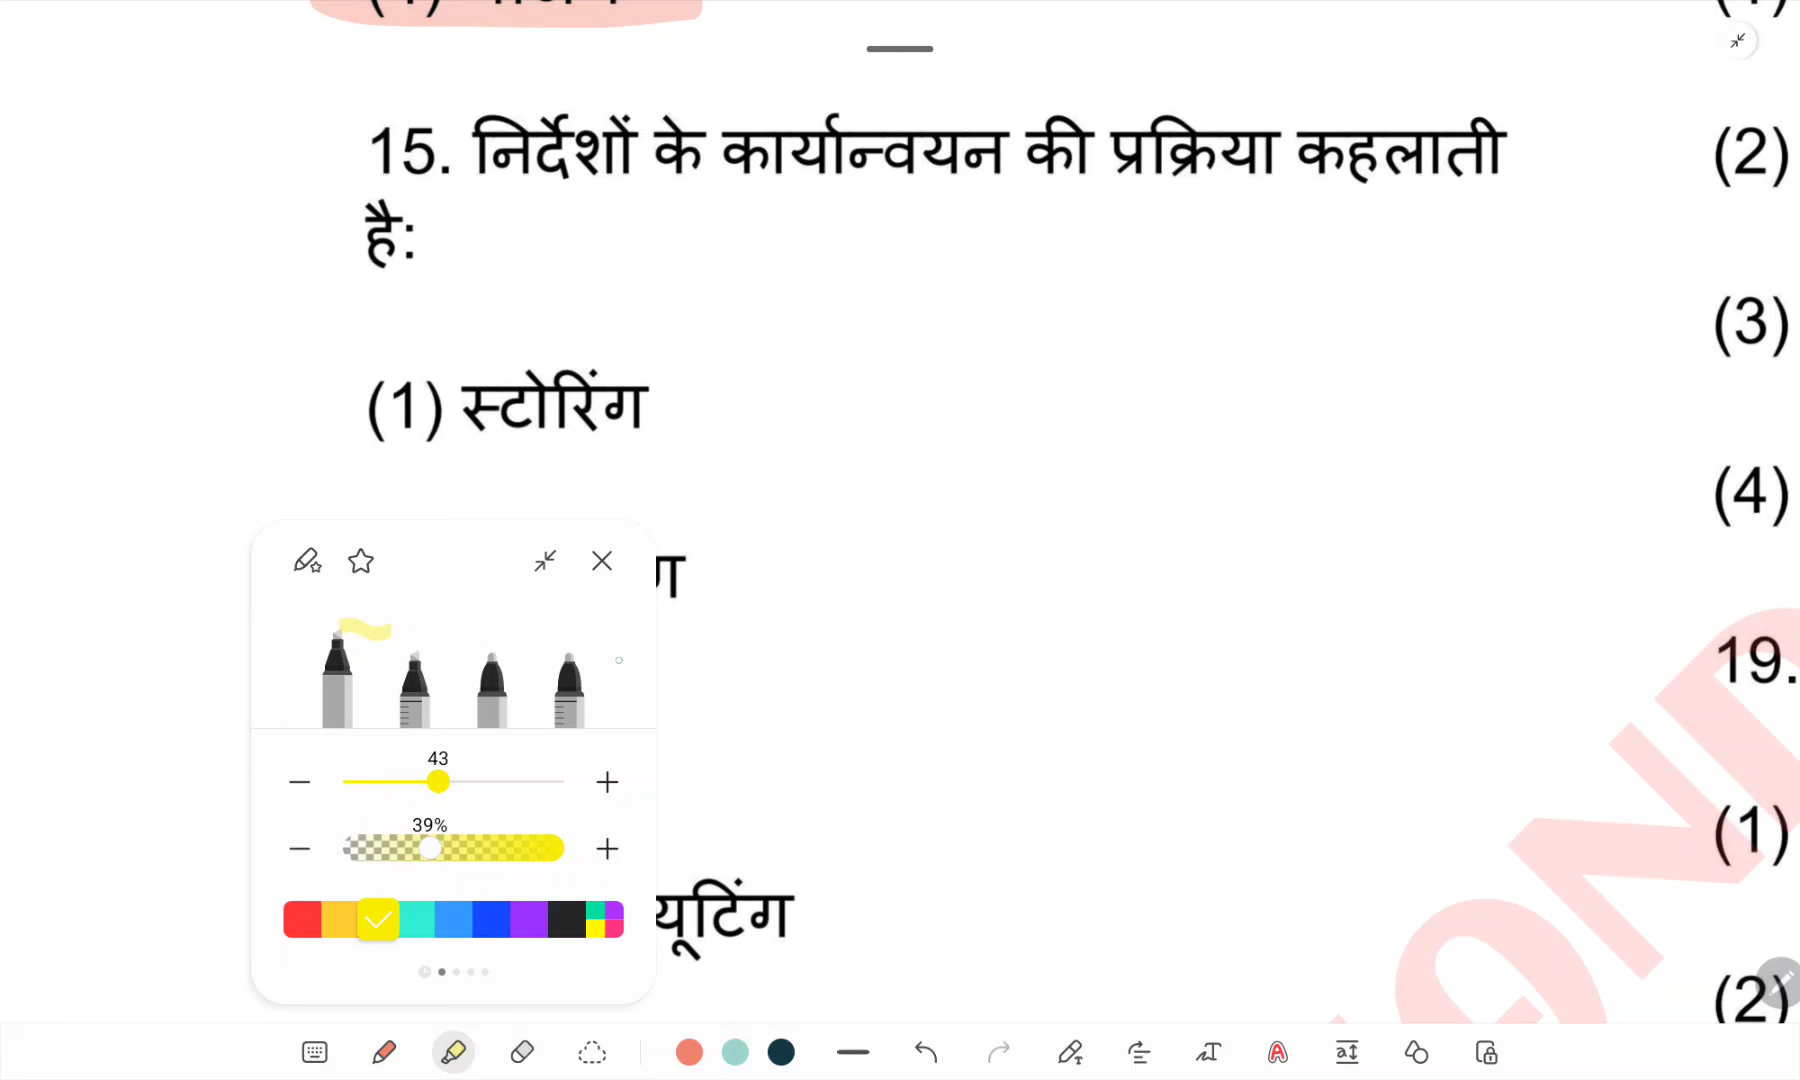 15. निर्देशों के कार्यान्वयन की प्रक्रिया कहलाती
है:
(1) स्टोरिंग
43
39%
(2)
(3)
(4)
19.
(1)
(2)